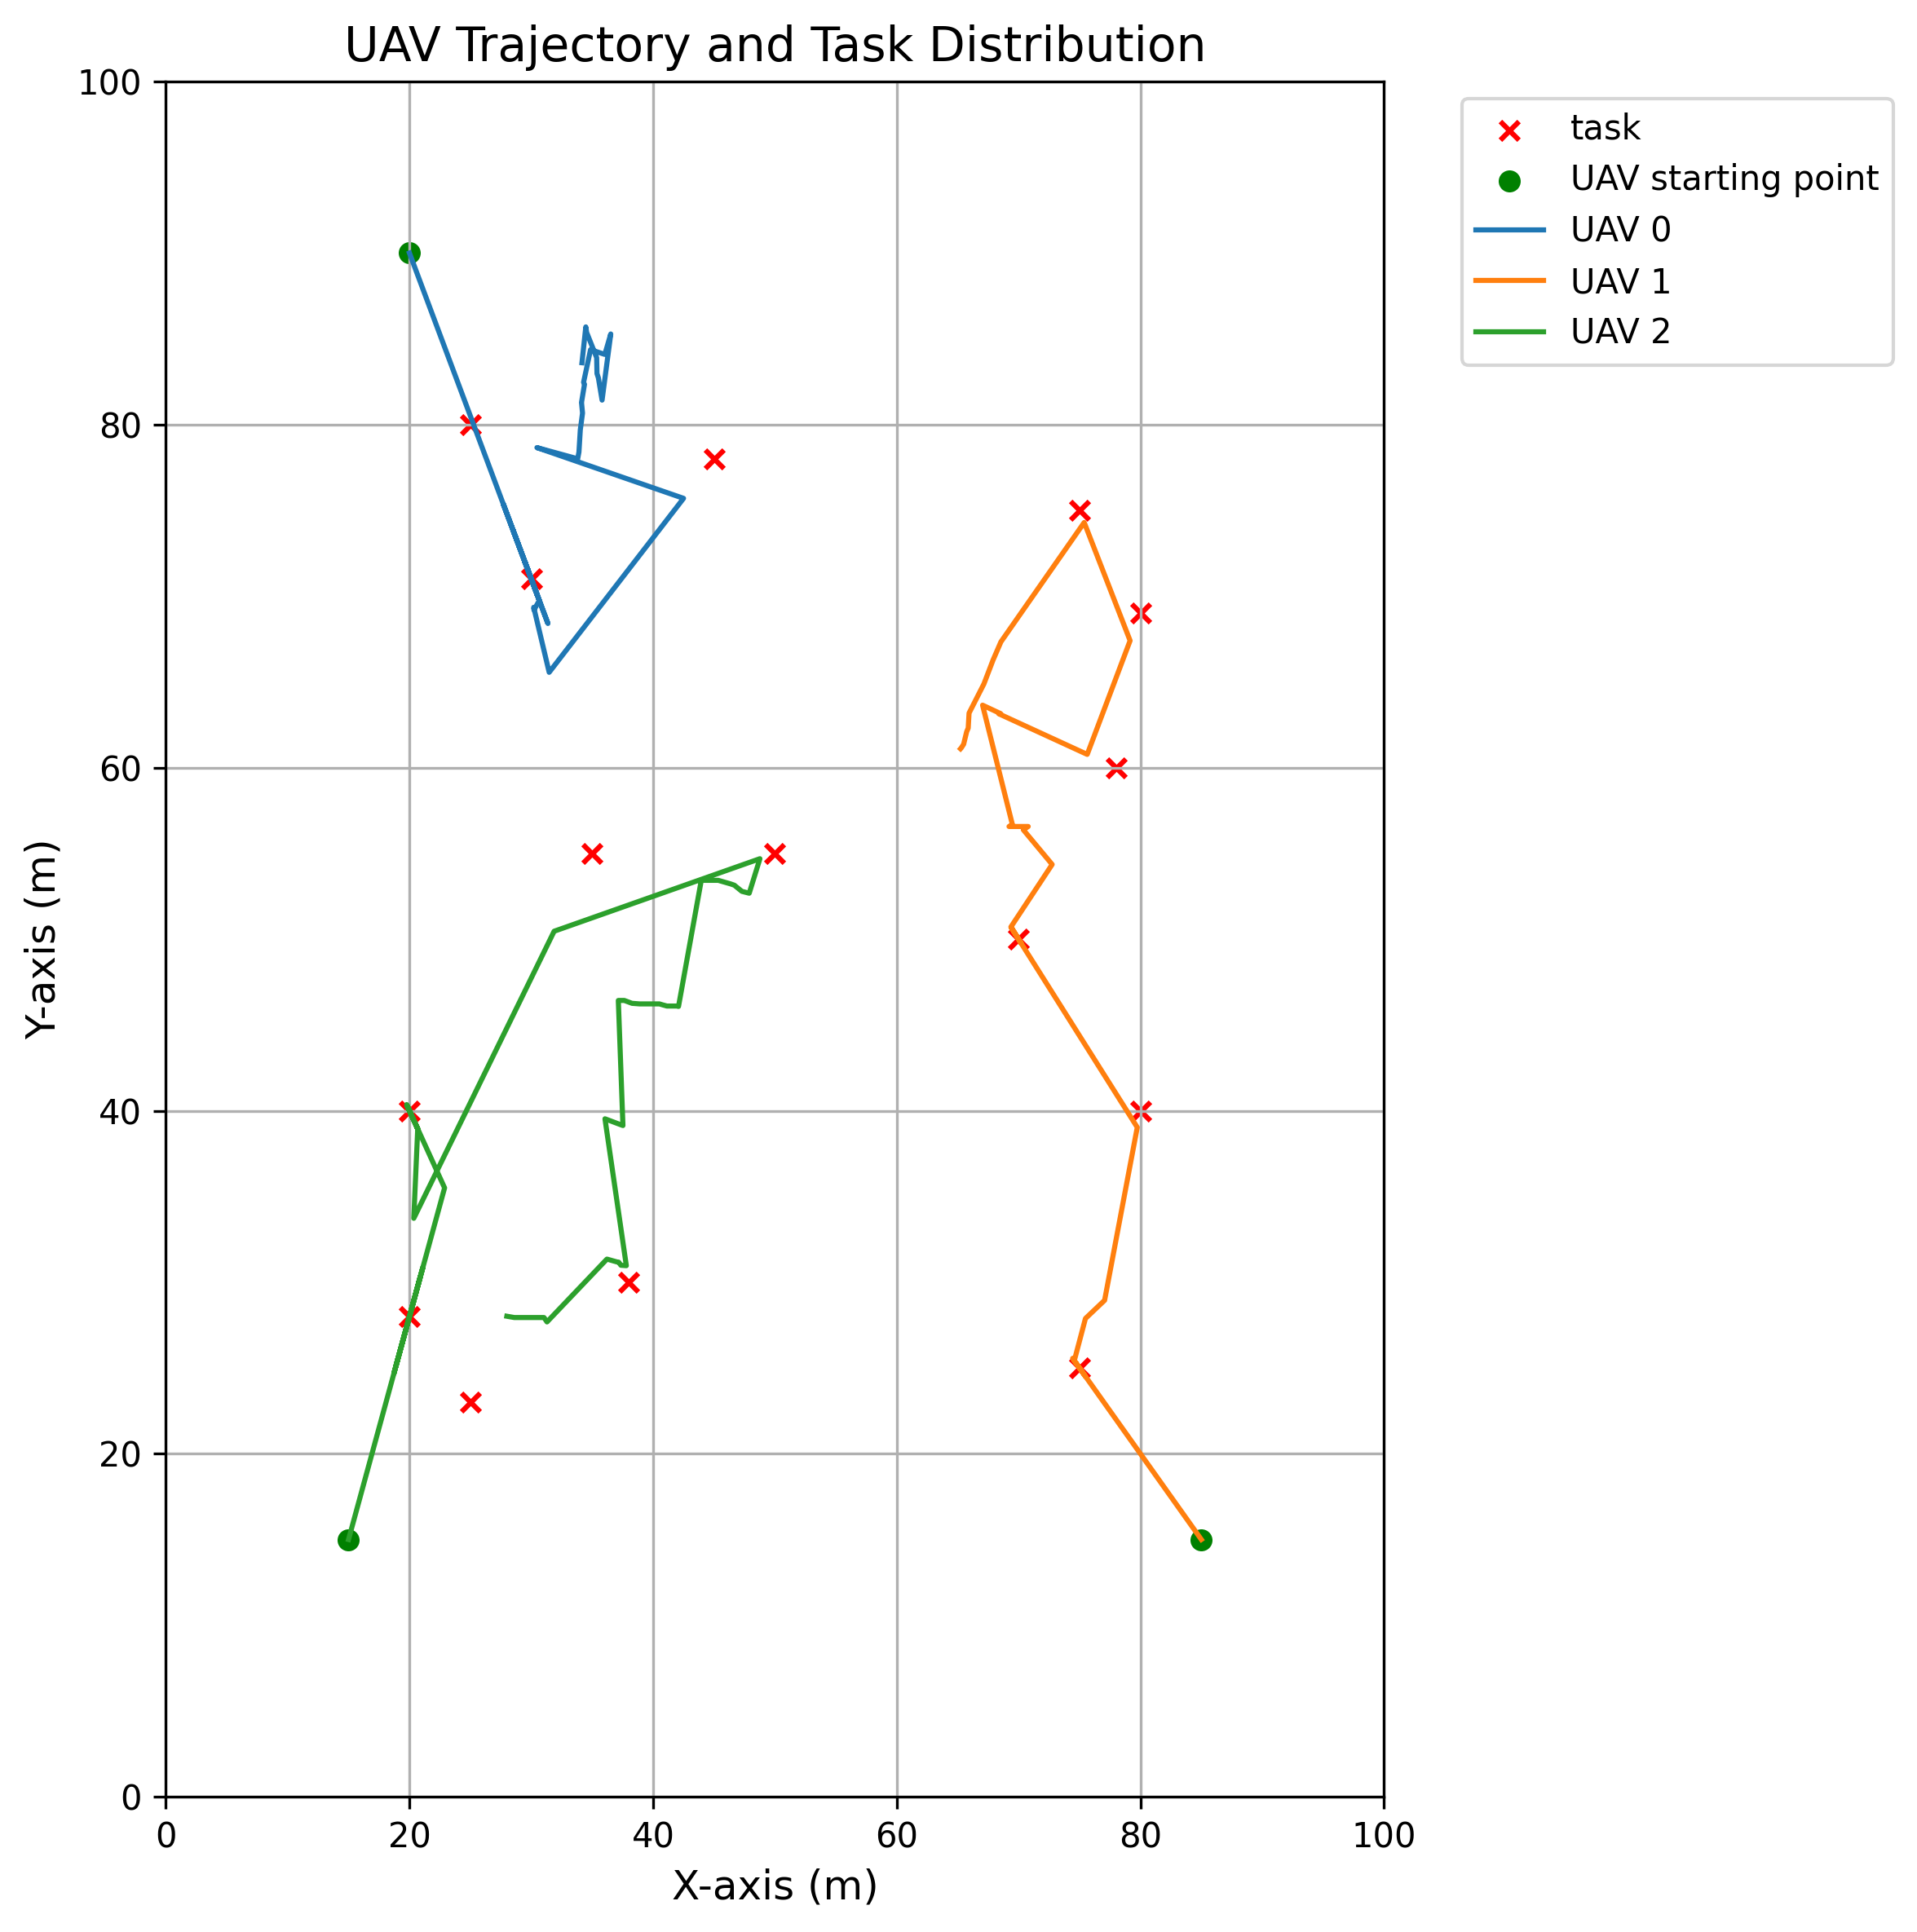 UAV Trajectory and Task Distribution
task
UAV starting point
UAV 0
UAV 1
UAV 2
Y-axis (m)
100
80
60
40
20
0
0 20 40 60 80 100
X-axis (m)